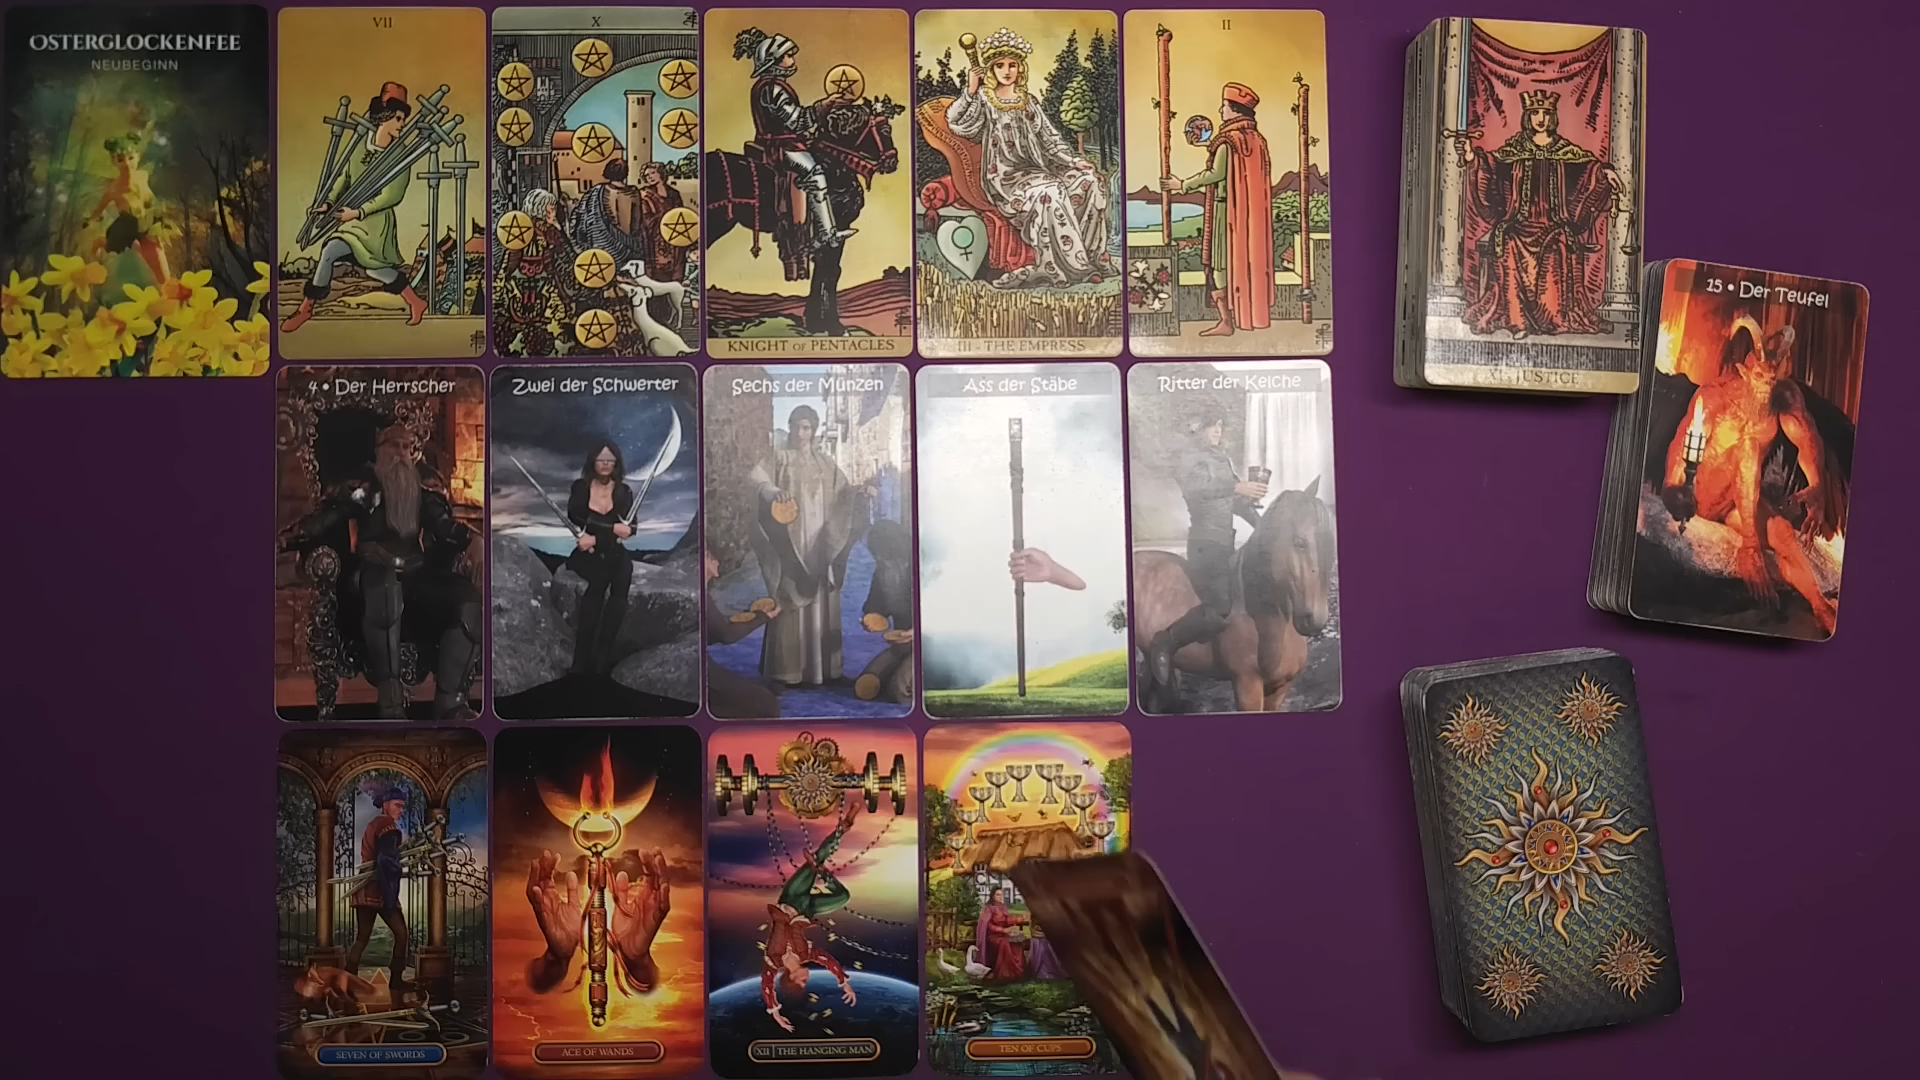 OSTERGLOCKENFEE
NEUBEGINN
VII
X
KNIGHT OF PENTACLES
III - THE EMPRESS
II
XI - JUSTICE
15 • Der Teufel
4 • Der Herrscher
Zwei der Schwerter
Sechs der Münzen
Ass der Stäbe
Ritter der Kelche
SEVEN OF SWORDS
ACE OF WANDS
XII | THE HANGING MAN
TEN OF CUPS